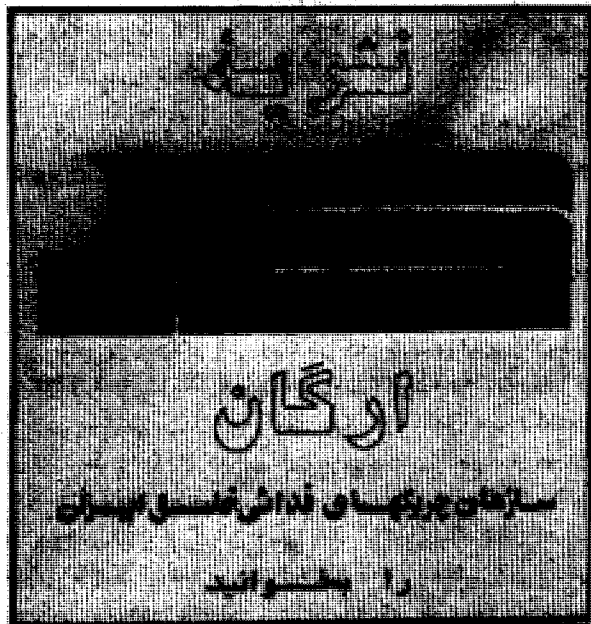 نشریهٔ
ارگان
سازمان چریکهای فدائی خلق ایران
را بخوانید